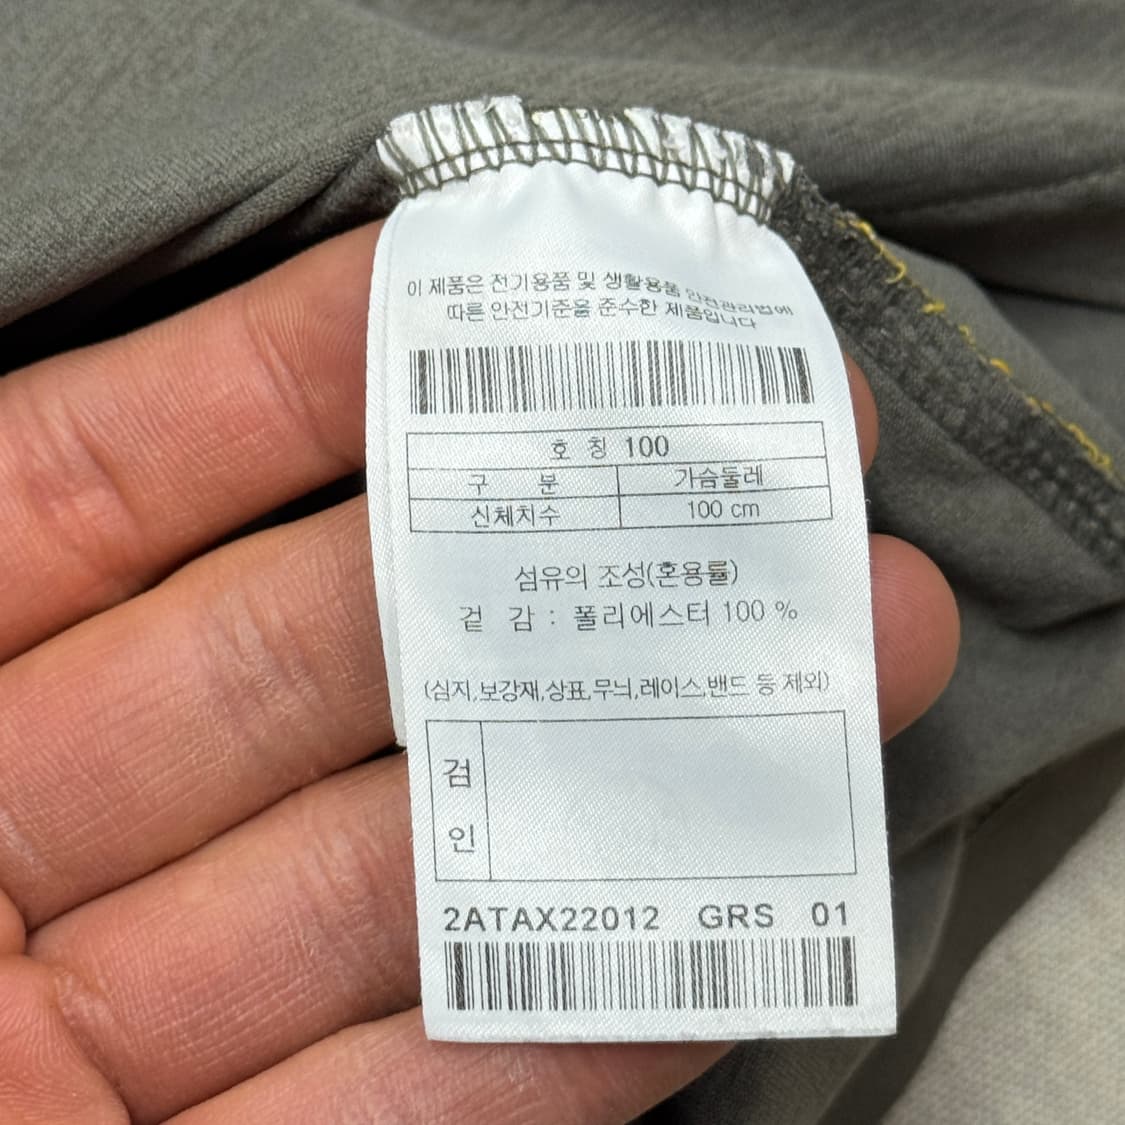 이 제품은 전기용품 및 생활용품 안전관리법에
따른 안전기준을 준수한 제품입니다
호 칭 100
구 분 가슴둘레
신체치수 100 cm
섬유의 조성(혼용률)
겉 감 : 폴리에스터 100 %
(심지,보강재,상표,무늬,레이스,밴드 등 제외)
검
인
2ATAX22012 GRS 01